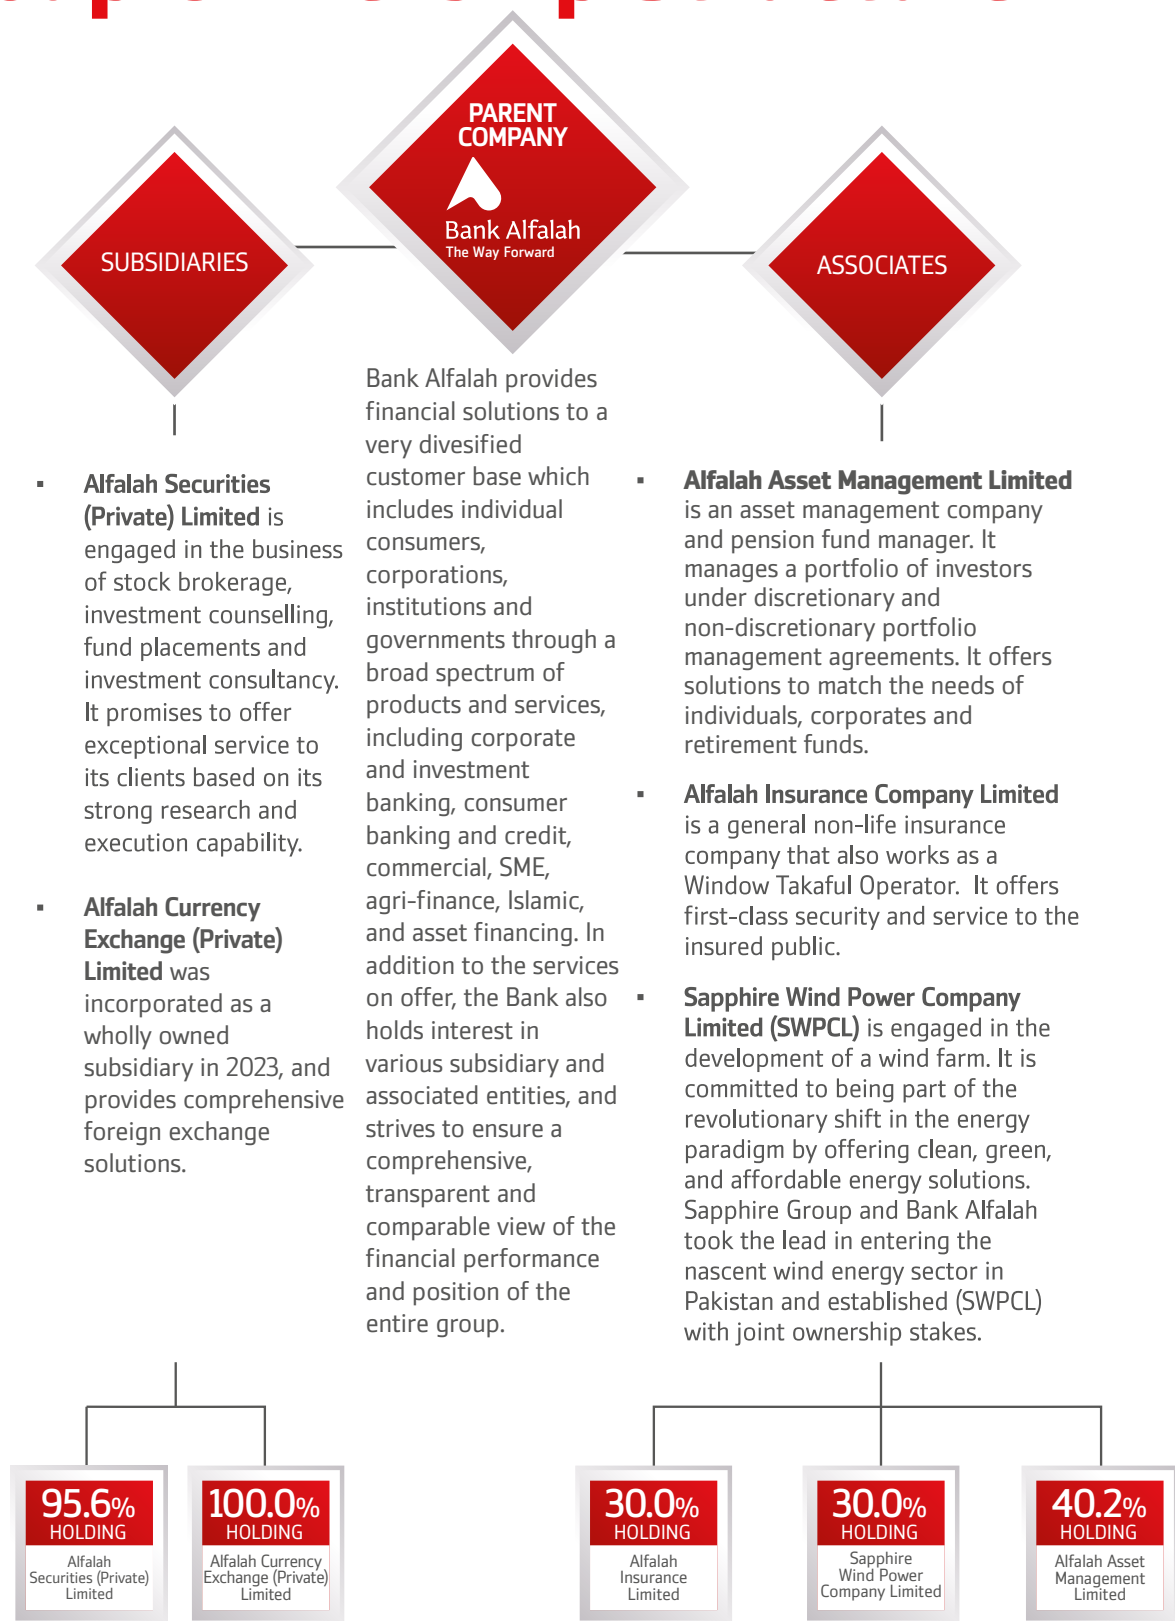 PARENT
COMPANY
Bank Alfalah
The Way Forward
SUBSIDIARIES
ASSOCIATES
▪ Alfalah Securities
(Private) Limited is
engaged in the business
of stock brokerage,
investment counselling,
fund placements and
investment consultancy.
It promises to offer
exceptional service to
its clients based on its
strong research and
execution capability.
▪ Alfalah Currency
Exchange (Private)
Limited was
incorporated as a
wholly owned
subsidiary in 2023, and
provides comprehensive
foreign exchange
solutions.
Bank Alfalah provides
financial solutions to a
very divesified
customer base which
includes individual
consumers,
corporations,
institutions and
governments through a
broad spectrum of
products and services,
including corporate
and investment
banking, consumer
banking and credit,
commercial, SME,
agri-finance, Islamic,
and asset financing. In
addition to the services
on offer, the Bank also
holds interest in
various subsidiary and
associated entities, and
strives to ensure a
comprehensive,
transparent and
comparable view of the
financial performance
and position of the
entire group.
▪ Alfalah Asset Management Limited
is an asset management company
and pension fund manager. It
manages a portfolio of investors
under discretionary and
non-discretionary portfolio
management agreements. It offers
solutions to match the needs of
individuals, corporates and
retirement funds.
▪ Alfalah Insurance Company Limited
is a general non-life insurance
company that also works as a
Window Takaful Operator. It offers
first-class security and service to the
insured public.
▪ Sapphire Wind Power Company
Limited (SWPCL) is engaged in the
development of a wind farm. It is
committed to being part of the
revolutionary shift in the energy
paradigm by offering clean, green,
and affordable energy solutions.
Sapphire Group and Bank Alfalah
took the lead in entering the
nascent wind energy sector in
Pakistan and established (SWPCL)
with joint ownership stakes.
95.6%
HOLDING
Alfalah
Securities (Private)
Limited
100.0%
HOLDING
Alfalah Currency
Exchange (Private)
Limited
30.0%
HOLDING
Alfalah
Insurance
Limited
30.0%
HOLDING
Sapphire
Wind Power
Company Limited
40.2%
HOLDING
Alfalah Asset
Management
Limited